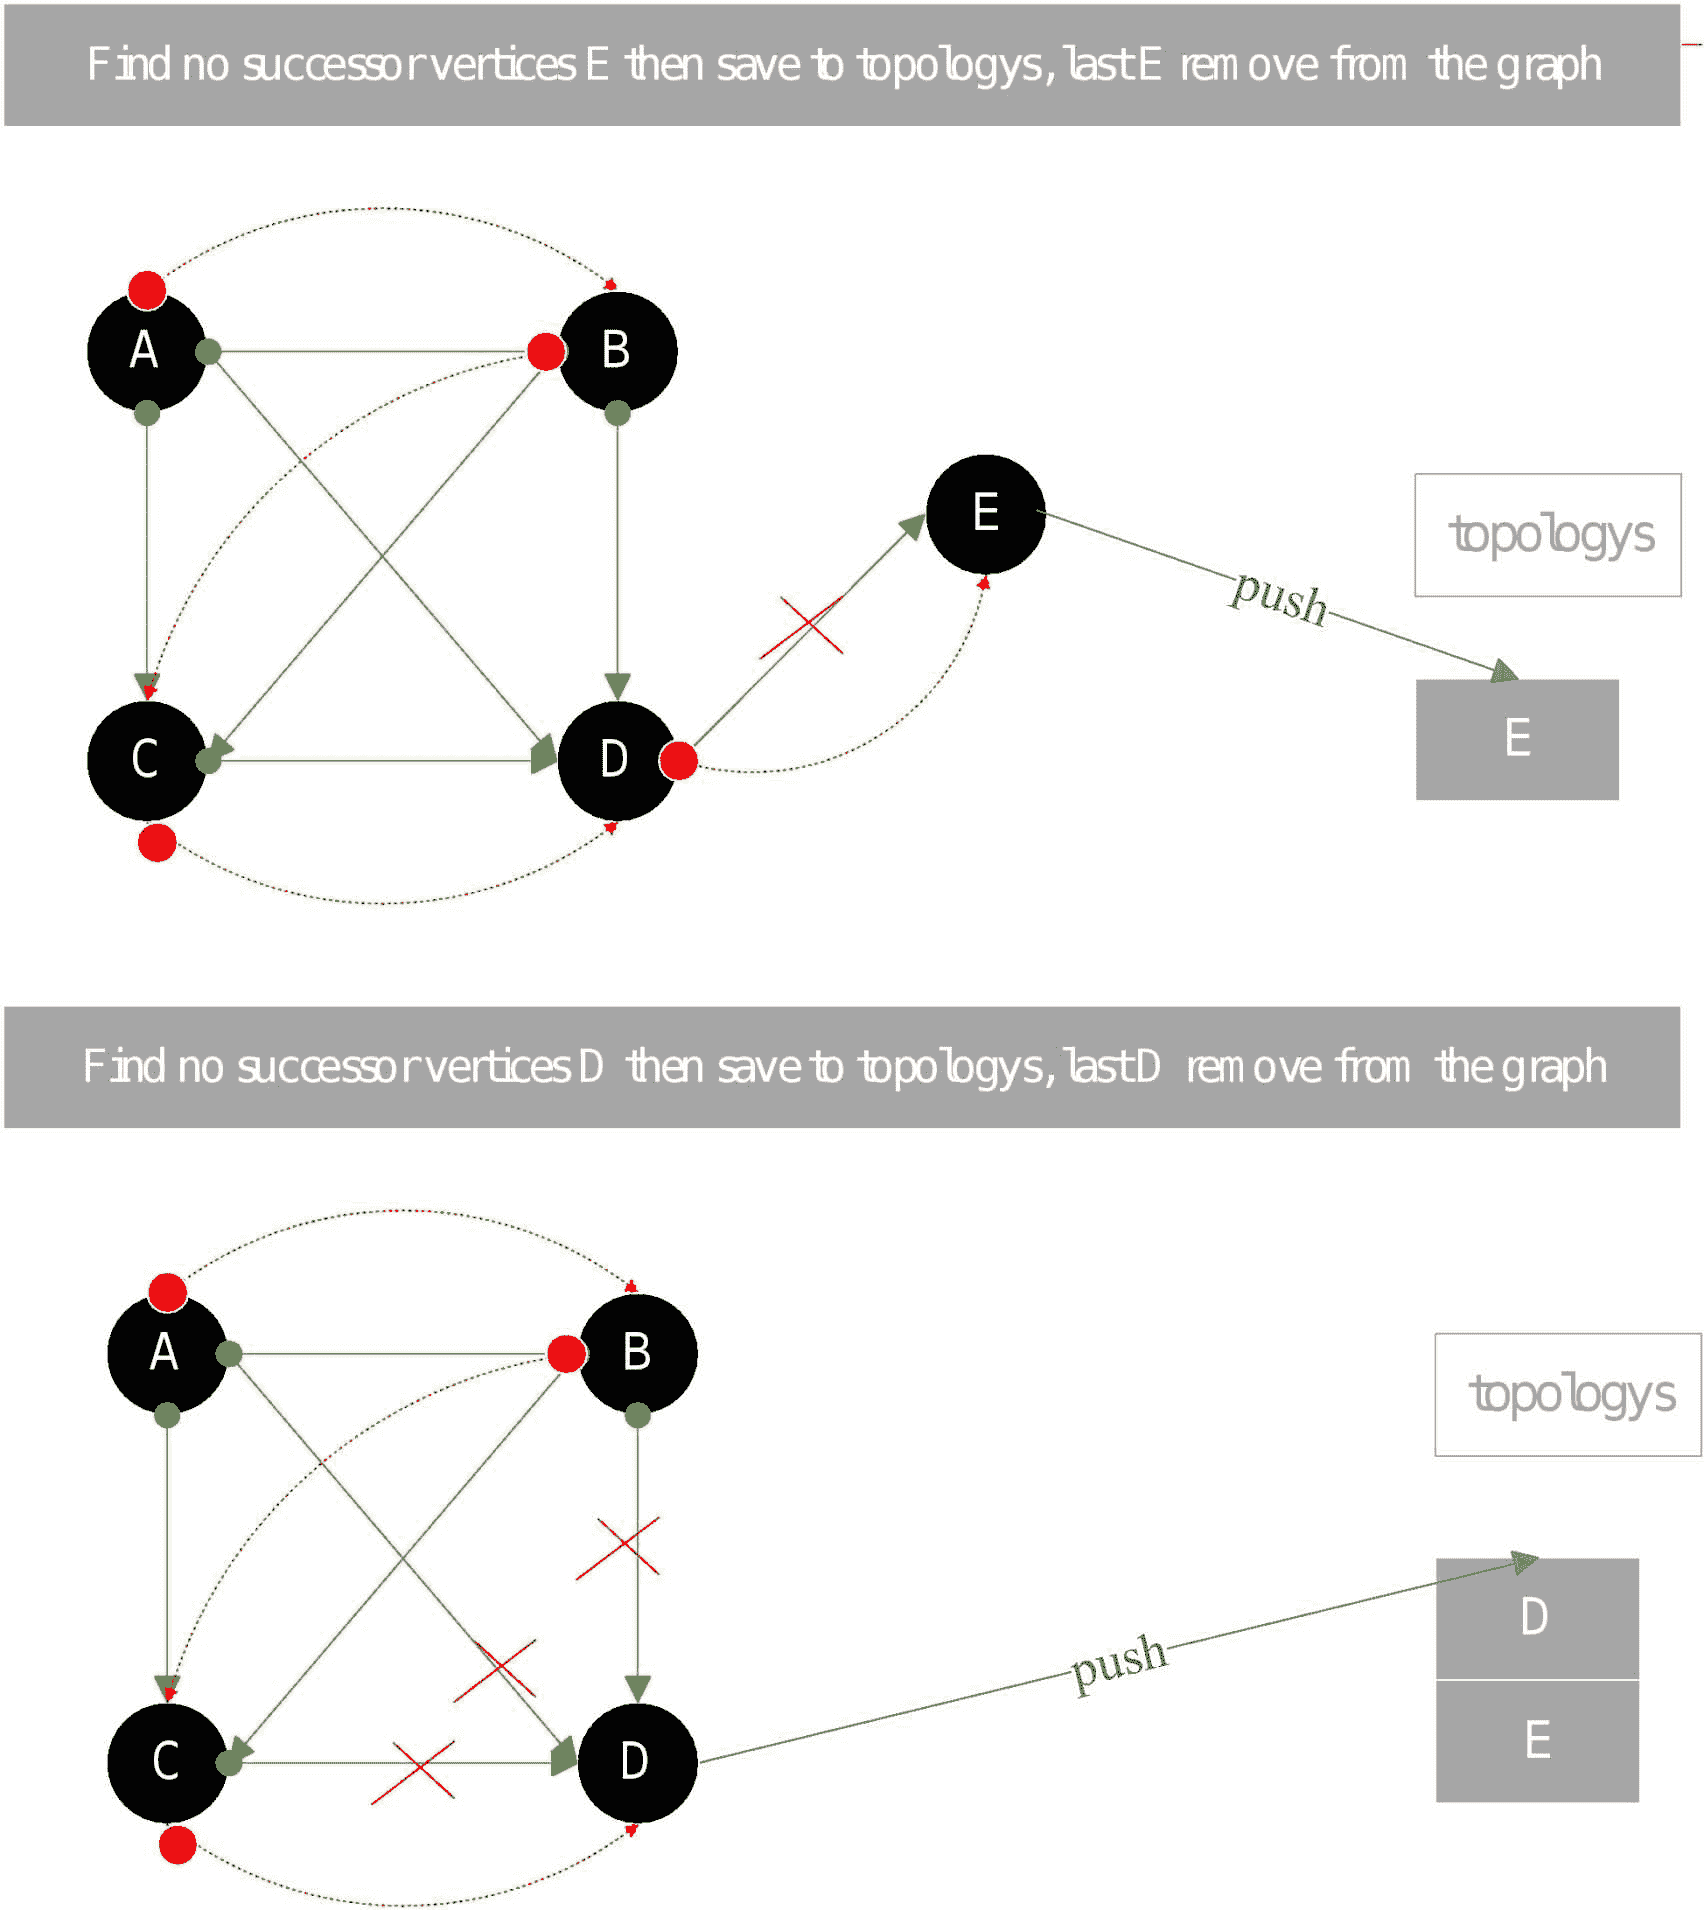 Find no successor vertices E then save to topologys, last E remove from the graph
A
B
E
topologys
push
E
C
D
Find no successor vertices D then save to topologys, last D remove from the graph
A
B
topologys
D
push
E
C
D